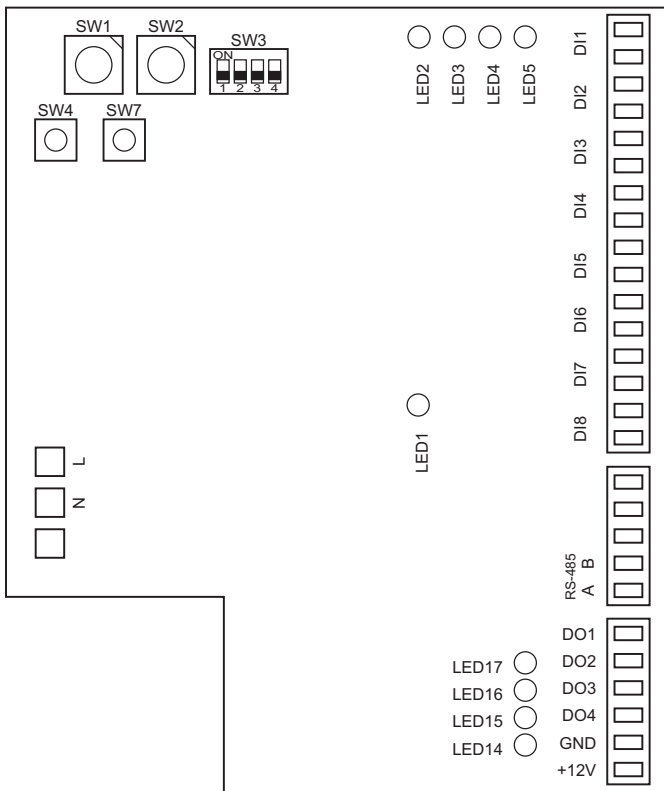 SW1
SW2
SW3
ON
1 2 3 4
SW4
SW7
LED2
LED3
LED4
LED5
DI1
DI2
DI3
DI4
DI5
DI6
DI7
DI8
LED1
L
N
RS-485
B
A
DO1
DO2
DO3
DO4
GND
+12V
LED17
LED16
LED15
LED14